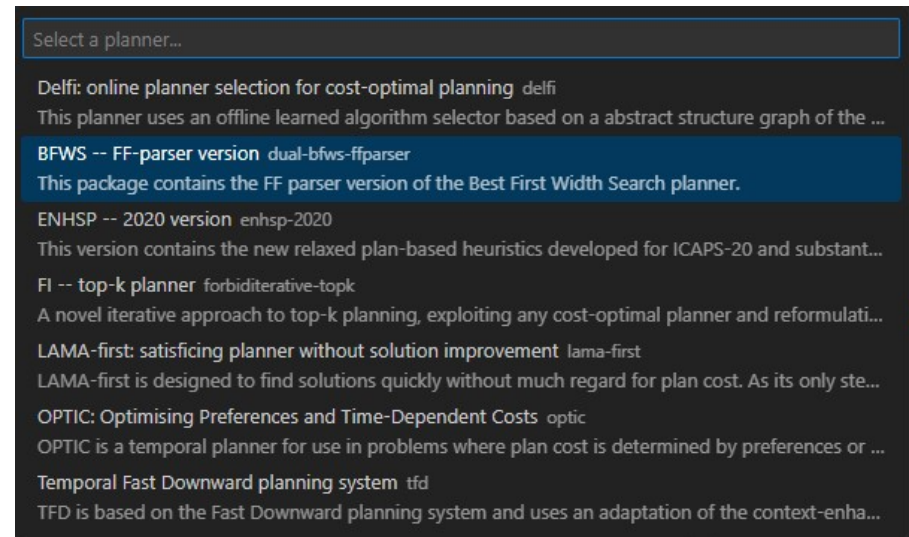 Select a planner...
Delfi: online planner selection for cost-optimal planning delfi
This planner uses an offline learned algorithm selector based on a abstract structure graph of the ...
BFWS -- FF-parser version dual-bfws-ffparser
This package contains the FF parser version of the Best First Width Search planner.
ENHSP -- 2020 version enhsp-2020
This version contains the new relaxed plan-based heuristics developed for ICAPS-20 and substant...
FI -- top-k planner forbiditerative-topk
A novel iterative approach to top-k planning, exploiting any cost-optimal planner and reformulati...
LAMA-first: satisficing planner without solution improvement lama-first
LAMA-first is designed to find solutions quickly without much regard for plan cost. As its only ste...
OPTIC: Optimising Preferences and Time-Dependent Costs optic
OPTIC is a temporal planner for use in problems where plan cost is determined by preferences or ...
Temporal Fast Downward planning system tfd
TFD is based on the Fast Downward planning system and uses an adaptation of the context-enha...